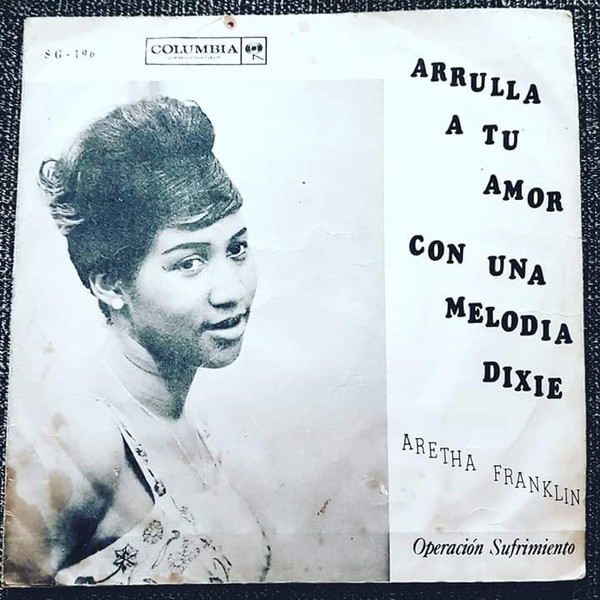 SG-196
COLUMBIA
ARRULLA
A TU
AMOR
CON UNA
MELODIA
DIXIE
ARETHA FRANKLIN
Operación Sufrimiento